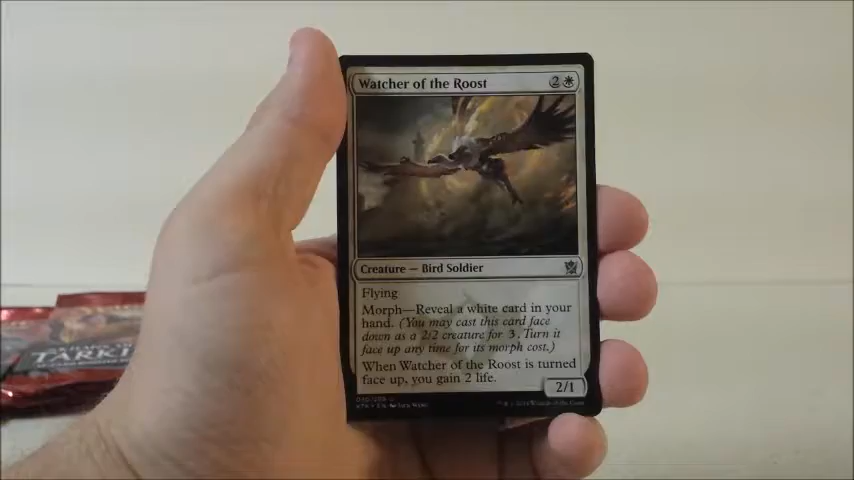 Watcher of the Roost 2
Creature — Bird Soldier
Flying
Morph—Reveal a white card in your
hand. (You may cast this card face
down as a 2/2 creature for 3. Turn it
face up any time for its morph cost.)
When Watcher of the Roost is turned
face up, you gain 2 life.
2/1